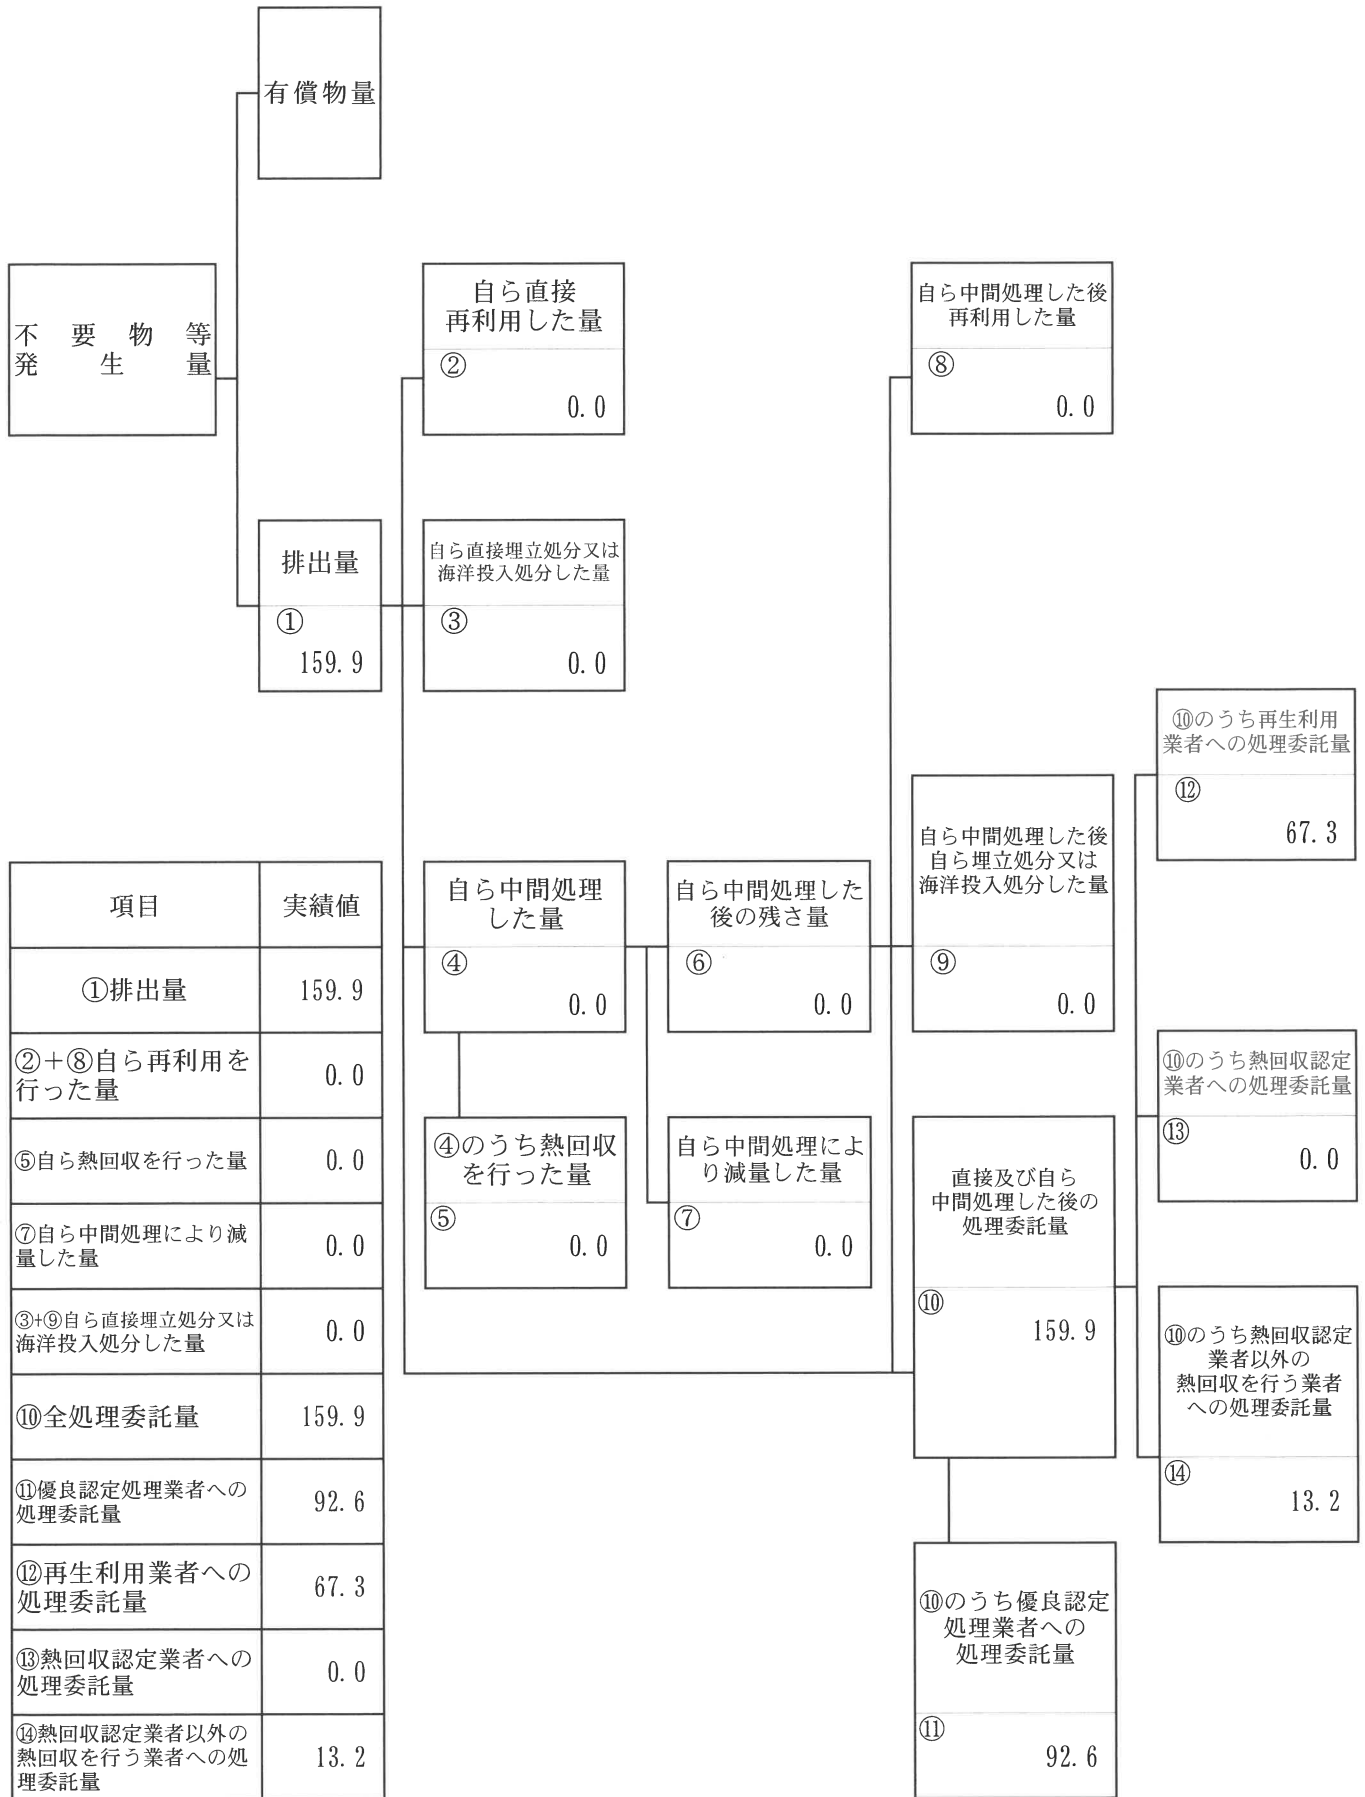 有償物量
不要物等
発生量
自ら直接
再利用した量
②
0.0
自ら中間処理した後
再利用した量
⑧
0.0
排出量
①
159.9
自ら直接埋立処分又は
海洋投入処分した量
③
0.0
⑩のうち再生利用
業者への処理委託量
⑫
67.3
自ら中間処理
した量
④
0.0
自ら中間処理した
後の残さ量
⑥
0.0
自ら中間処理した後
自ら埋立処分又は
海洋投入処分した量
⑨
0.0
⑩のうち熱回収認定
業者への処理委託量
⑬
0.0
④のうち熱回収
を行った量
⑤
0.0
自ら中間処理によ
り減量した量
⑦
0.0
直接及び自ら
中間処理した後の
処理委託量
⑩
159.9
⑩のうち熱回収認定
業者以外の
熱回収を行う業者
への処理委託量
⑭
13.2
⑩のうち優良認定
処理業者への
処理委託量
⑪
92.6
項目 実績値
①排出量 159.9
②+⑧自ら再利用を
行った量 0.0
⑤自ら熱回収を行った量 0.0
⑦自ら中間処理により減
量した量 0.0
③+⑨自ら直接埋立処分又は
海洋投入処分した量 0.0
⑩全処理委託量 159.9
⑪優良認定処理業者への
処理委託量 92.6
⑫再生利用業者への
処理委託量 67.3
⑬熱回収認定業者への
処理委託量 0.0
⑭熱回収認定業者以外の
熱回収を行う業者への処
理委託量 13.2